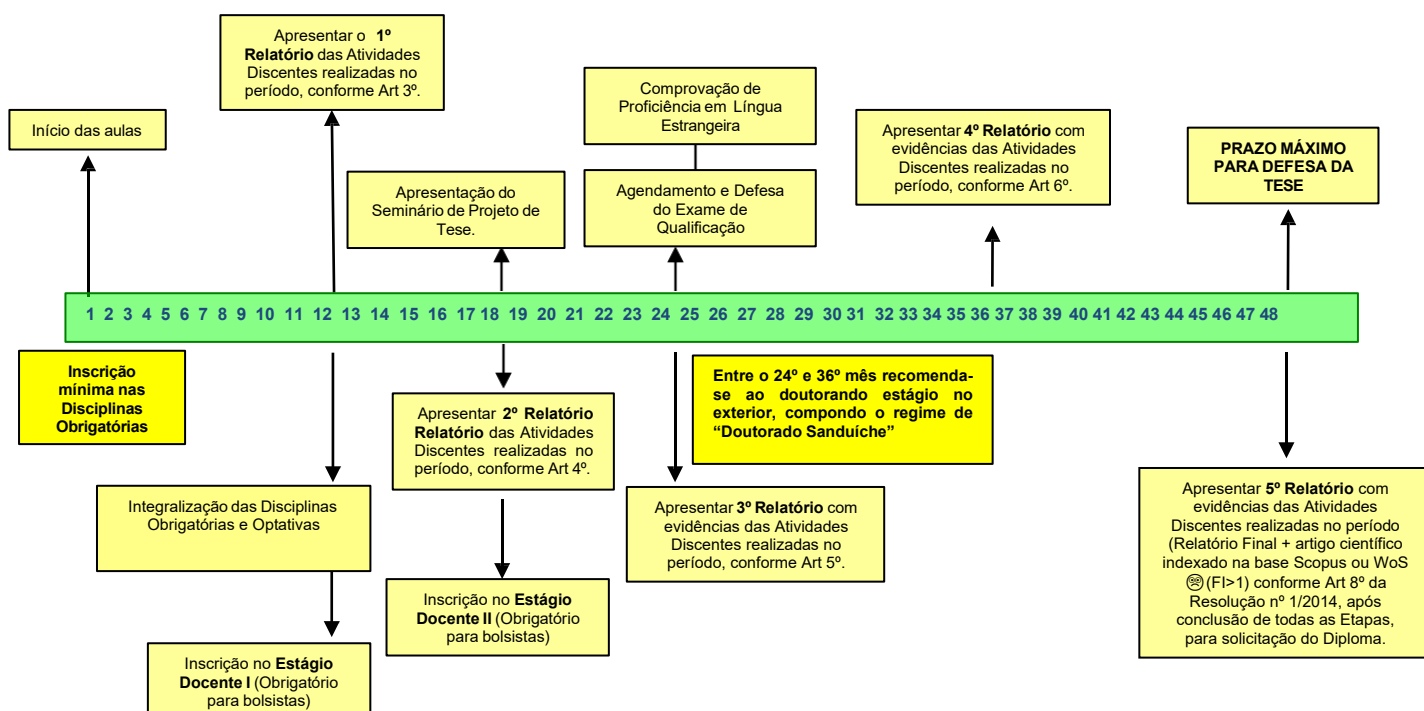 Apresentar o 1º
Relatório das Atividades
Discentes realizadas no
período, conforme Art 3º.
Início das aulas
Comprovação de
Proficiência em Língua
Estrangeira
Apresentar 4º Relatório com
evidências das Atividades
Discentes realizadas no
período, conforme Art 6º.
PRAZO MÁXIMO
PARA DEFESA DA
TESE
Apresentação do
Seminário de Projeto de
Tese.
Agendamento e Defesa
do Exame de
Qualificação
1 2 3 4 5 6 7 8 9 10 11 12 13 14 15 16 17 18 19 20 21 22 23 24 25 26 27 28 29 30 31 32 33 34 35 36 37 38 39 40 41 42 43 44 45 46 47 48
Inscrição
mínima nas
Disciplinas
Obrigatórias
Entre o 24º e 36º mês recomenda-
se ao doutorando estágio no
exterior, compondo o regime de
“Doutorado Sanduíche”
Apresentar 2º Relatório
Relatório das Atividades
Discentes realizadas no
período, conforme Art 4º.
Integralização das Disciplinas
Obrigatórias e Optativas
Apresentar 3º Relatório com
evidências das Atividades
Discentes realizadas no
período, conforme Art 5º.
Apresentar 5º Relatório com
evidências das Atividades
Discentes realizadas no período
(Relatório Final + artigo científico
indexado na base Scopus ou WoS
(FI>1) conforme Art 8º da
Resolução nº 1/2014, após
conclusão de todas as Etapas,
para solicitação do Diploma.
Inscrição no Estágio
Docente II (Obrigatório
para bolsistas)
Inscrição no Estágio
Docente I (Obrigatório
para bolsistas)